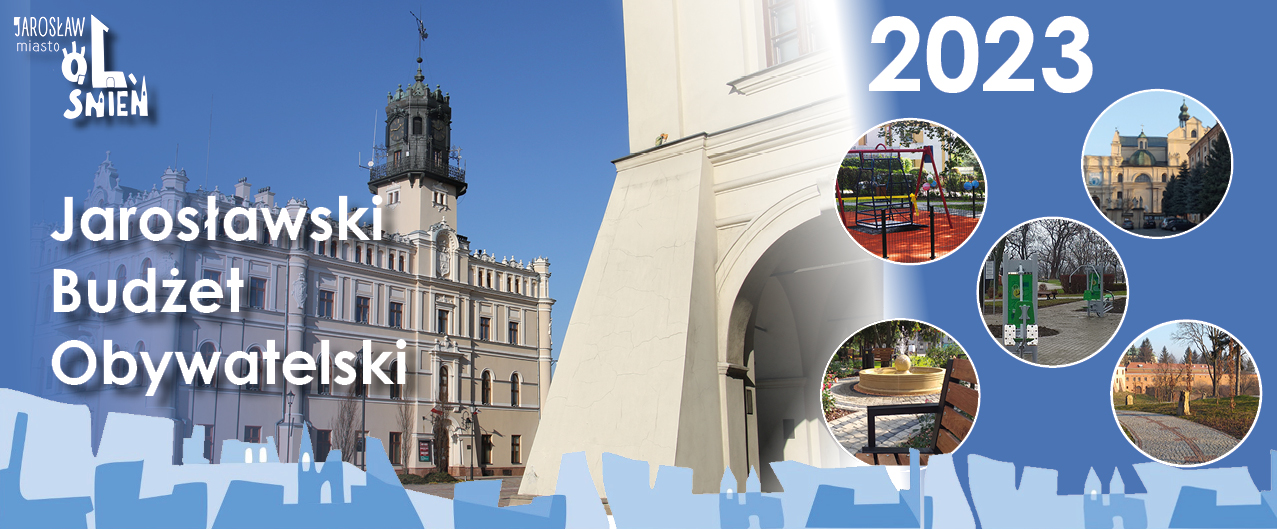 JAROSŁAW
miasto
OL
ŚNIEŃ
2023
Jarosławski
Budżet
Obywatelski